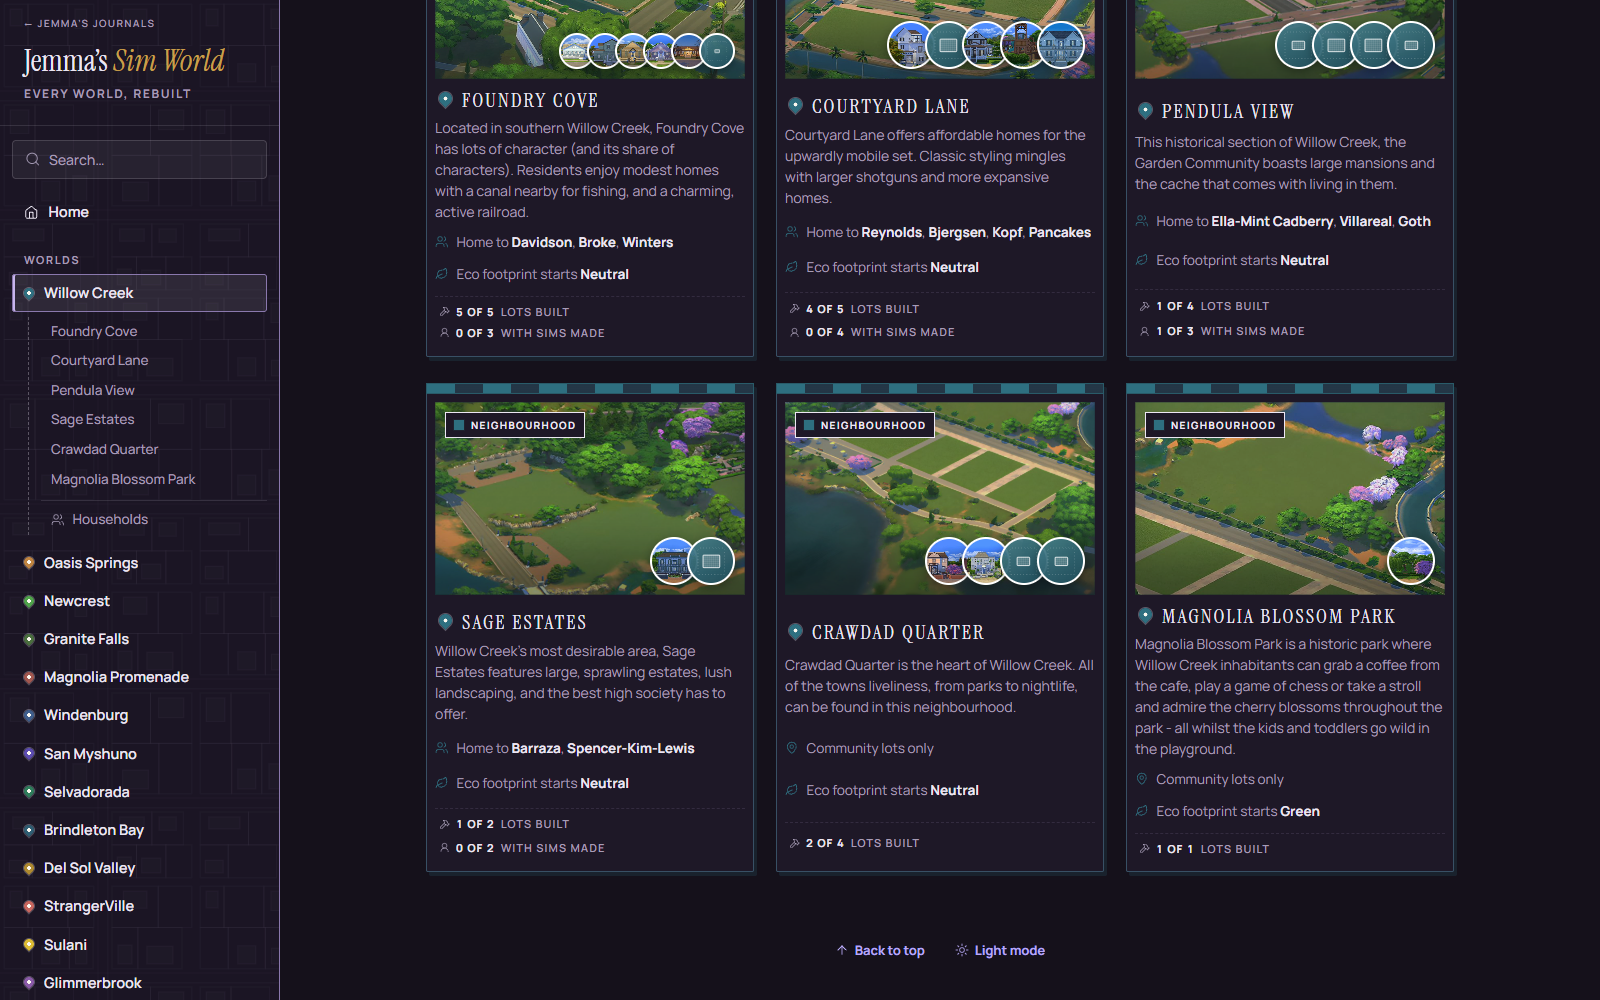 ← JEMMA'S JOURNALS
Jemma's Sim World
EVERY WORLD, REBUILT
Search...
Home
WORLDS
Willow Creek
Foundry Cove
Courtyard Lane
Pendula View
Sage Estates
Crawdad Quarter
Magnolia Blossom Park
Households
Oasis Springs
Newcrest
Granite Falls
Magnolia Promenade
Windenburg
San Myshuno
Selvadorada
Brindleton Bay
Del Sol Valley
StrangerVille
Sulani
Glimmerbrook
FOUNDRY COVE
Located in southern Willow Creek, Foundry Cove
has lots of character (and its share of
characters). Residents enjoy modest homes
with a canal nearby for fishing, and a charming,
active railroad.
Home to Davidson, Broke, Winters
Eco footprint starts Neutral
5 OF 5 LOTS BUILT
0 OF 3 WITH SIMS MADE
COURTYARD LANE
Courtyard Lane offers affordable homes for the
upwardly mobile set. Classic styling mingles
with larger shotguns and more expansive
homes.
Home to Reynolds, Bjergsen, Kopf, Pancakes
Eco footprint starts Neutral
4 OF 5 LOTS BUILT
0 OF 4 WITH SIMS MADE
PENDULA VIEW
This historical section of Willow Creek, the
Garden Community boasts large mansions and
the cache that comes with living in them.
Home to Ella-Mint Cadberry, Villareal, Goth
Eco footprint starts Neutral
1 OF 4 LOTS BUILT
1 OF 3 WITH SIMS MADE
NEIGHBOURHOOD
SAGE ESTATES
Willow Creek's most desirable area, Sage
Estates features large, sprawling estates, lush
landscaping, and the best high society has to
offer.
Home to Barraza, Spencer-Kim-Lewis
Eco footprint starts Neutral
1 OF 2 LOTS BUILT
0 OF 2 WITH SIMS MADE
NEIGHBOURHOOD
CRAWDAD QUARTER
Crawdad Quarter is the heart of Willow Creek. All
of the towns liveliness, from parks to nightlife,
can be found in this neighbourhood.
Community lots only
Eco footprint starts Neutral
2 OF 4 LOTS BUILT
NEIGHBOURHOOD
MAGNOLIA BLOSSOM PARK
Magnolia Blossom Park is a historic park where
Willow Creek inhabitants can grab a coffee from
the cafe, play a game of chess or take a stroll
and admire the cherry blossoms throughout the
park - all whilst the kids and toddlers go wild in
the playground.
Community lots only
Eco footprint starts Green
1 OF 1 LOTS BUILT
Back to top
Light mode